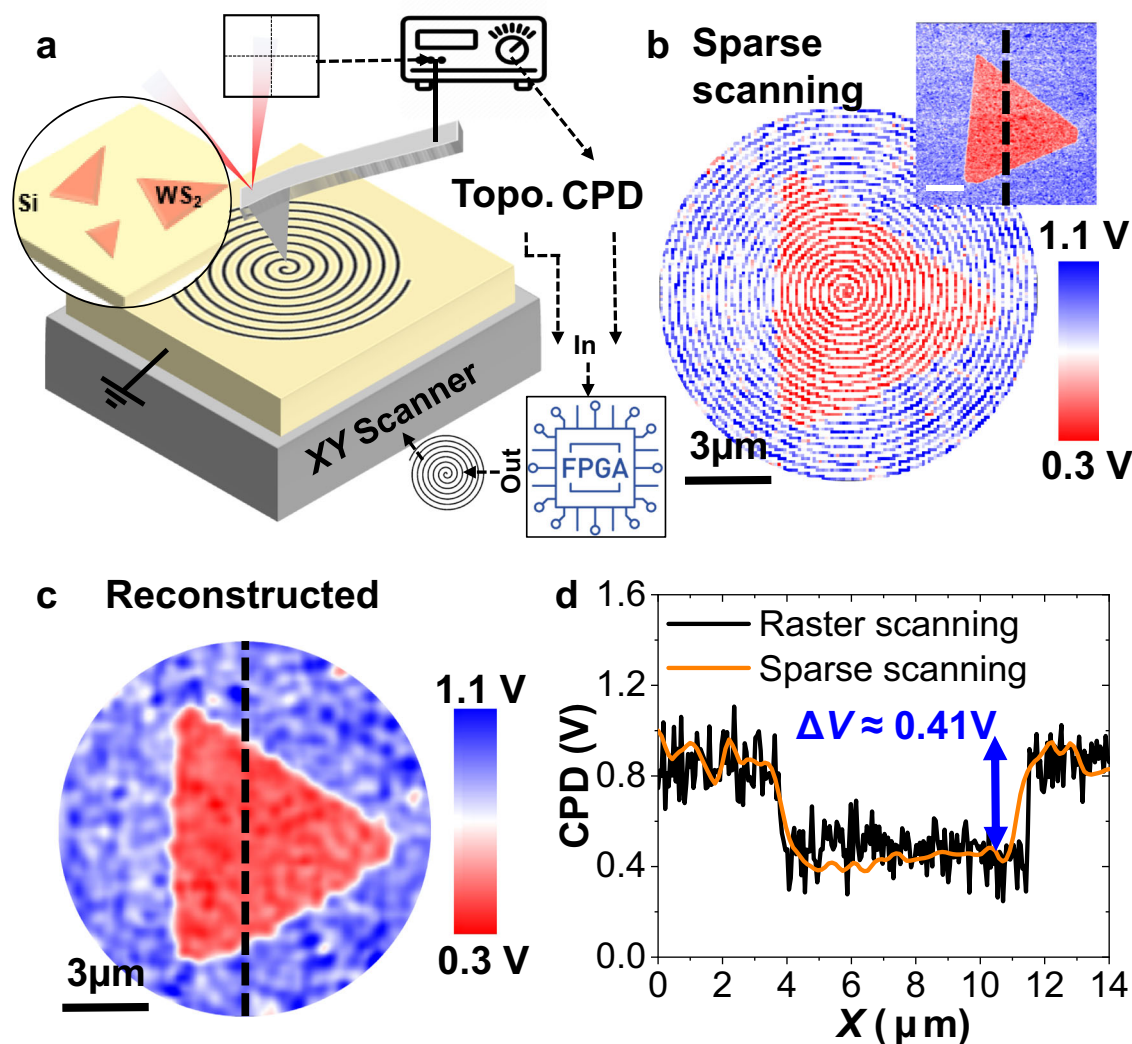 a
Si
WS₂
Topo. CPD
In
XY Scanner
Out
FPGA
b Sparse
scanning
1.1 V
0.3 V
3μm
c Reconstructed
1.1 V
0.3 V
3μm
d
Raster scanning
Sparse scanning
ΔV ≈ 0.41V
CPD (V)
1.6
1.2
0.8
0.4
0.0
0 2 4 6 8 10 12 14
X (μm)